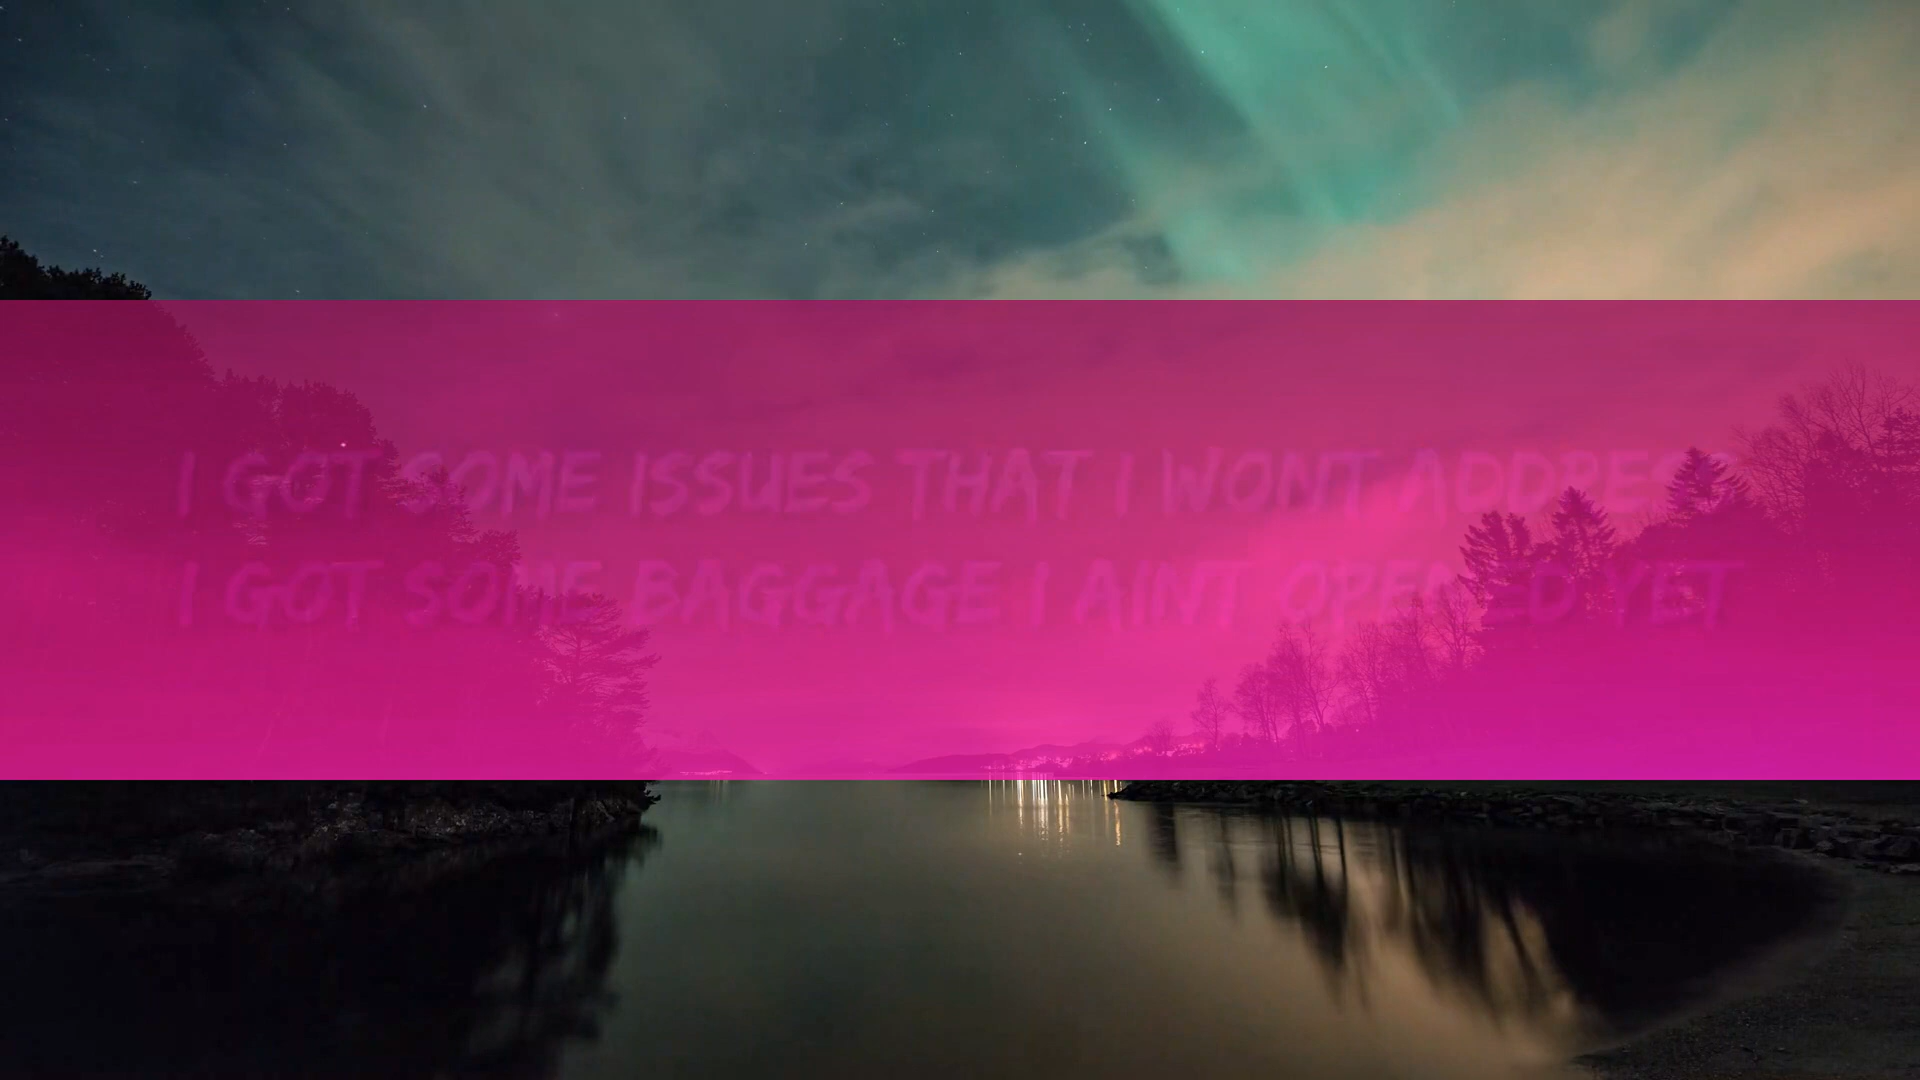 I GOT SOME ISSUES THAT I WONT ADDRESS
I GOT SOME BAGGAGE I AINT OPENED YET